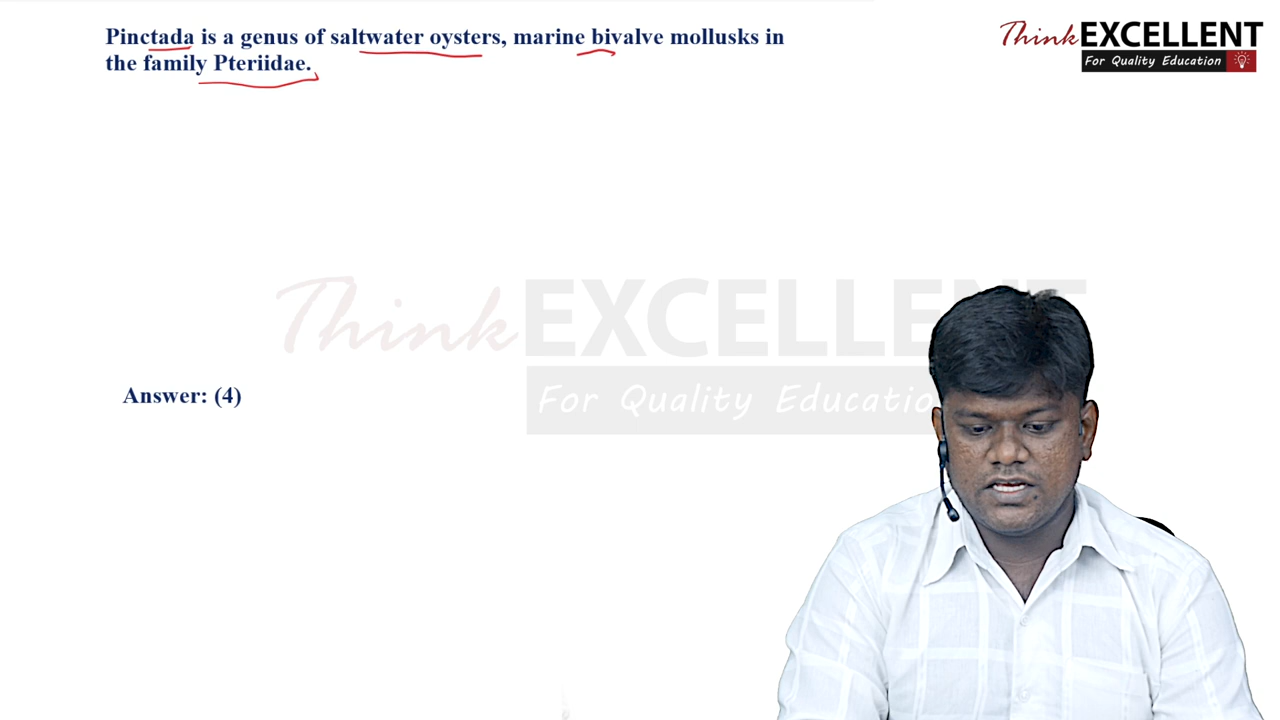 Pinctada is a genus of saltwater oysters, marine bivalve mollusks in
the family Pteriidae.
Think EXCELLENT
For Quality Education
Think EXCELLENT
For Quality Educatio
Answer: (4)